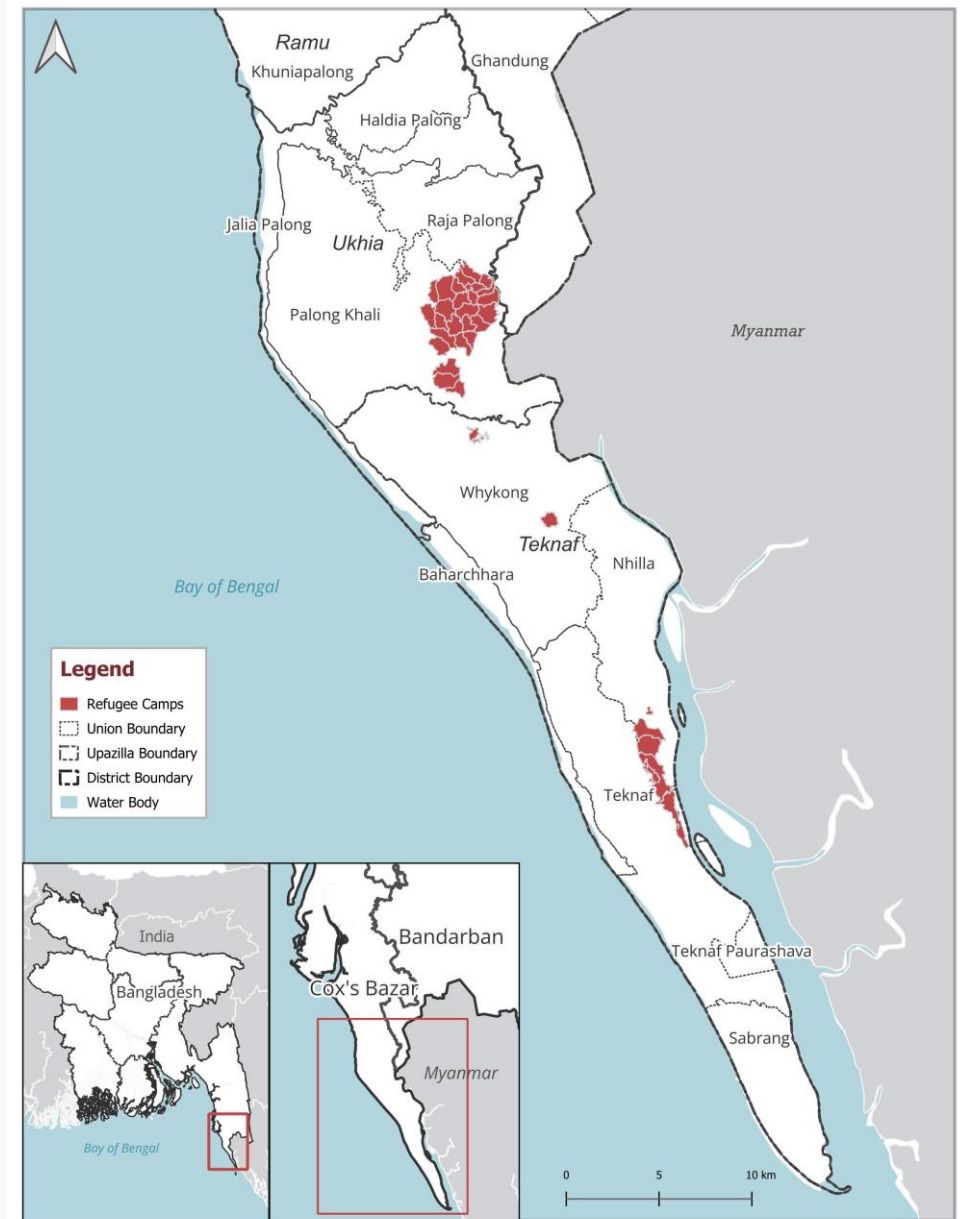 Ramu
Khuniapalong
Ghandung
Haldia Palong
Jalia Palong
Raja Palong
Ukhia
Palong Khali
Myanmar
Whykong
Teknaf
Nhilla
Baharchhara
Bay of Bengal
Legend
Refugee Camps
Union Boundary
Upazilla Boundary
District Boundary
Water Body
Teknaf
Teknaf Paurashava
Sabrang
India
Bangladesh
Bay of Bengal
Bandarban
Cox's Bazar
Myanmar
0 5 10 km